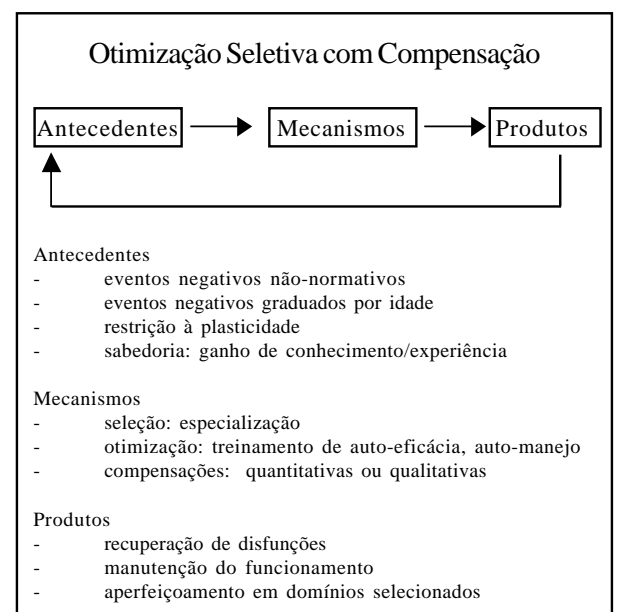 Otimização Seletiva com Compensação
Antecedentes Mecanismos Produtos
Antecedentes
- eventos negativos não-normativos
- eventos negativos graduados por idade
- restrição à plasticidade
- sabedoria: ganho de conhecimento/experiência
Mecanismos
- seleção: especialização
- otimização: treinamento de auto-eficácia, auto-manejo
- compensações: quantitativas ou qualitativas
Produtos
- recuperação de disfunções
- manutenção do funcionamento
- aperfeiçoamento em domínios selecionados